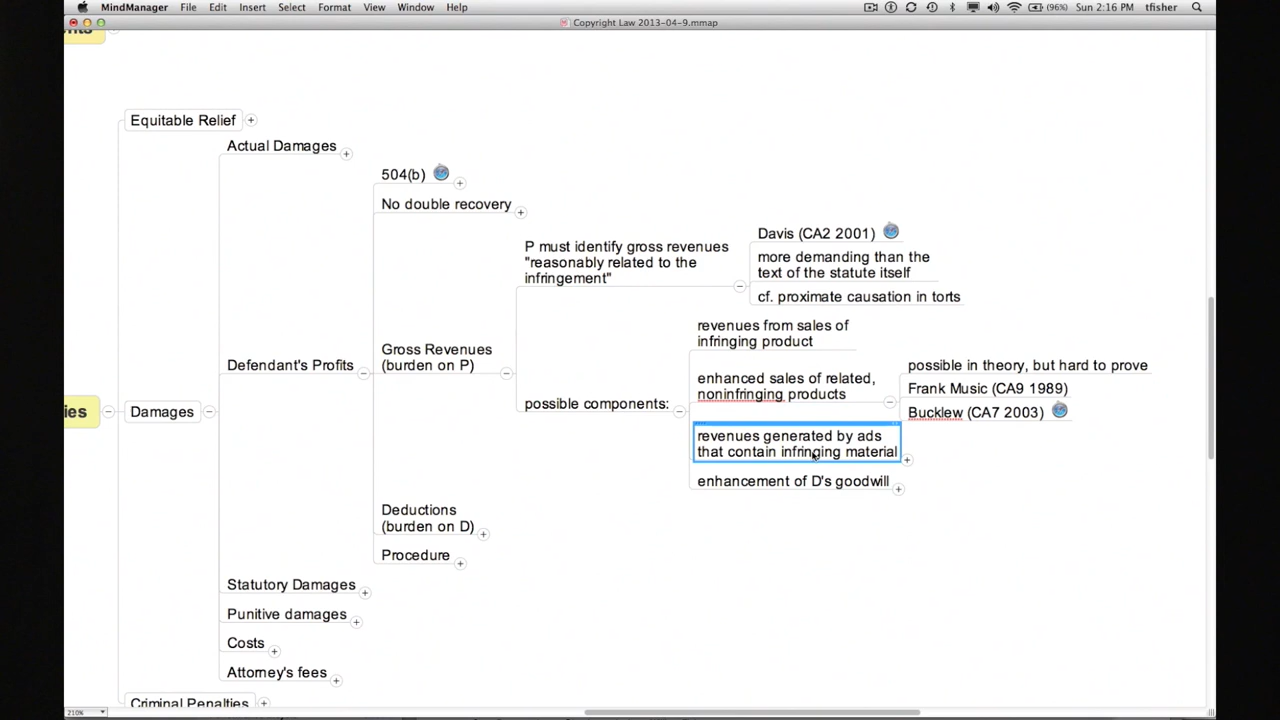 MindManager File Edit Insert Select Format View Window Help (96%) Sun 2:16 PM tfisher
Copyright Law 2013-04-9.mmap
Equitable Relief
Actual Damages
504(b)
No double recovery
P must identify gross revenues
"reasonably related to the
infringement"
Davis (CA2 2001)
more demanding than the
text of the statute itself
cf. proximate causation in torts
revenues from sales of
infringing product
Gross Revenues
(burden on P)
Defendant's Profits
enhanced sales of related,
noninfringing products
possible in theory, but hard to prove
Frank Music (CA9 1989)
Bucklew (CA7 2003)
possible components:
ies
Damages
revenues generated by ads
that contain infringing material
enhancement of D's goodwill
Deductions
(burden on D)
Procedure
Statutory Damages
Punitive damages
Costs
Attorney's fees
Criminal Penalties
210%